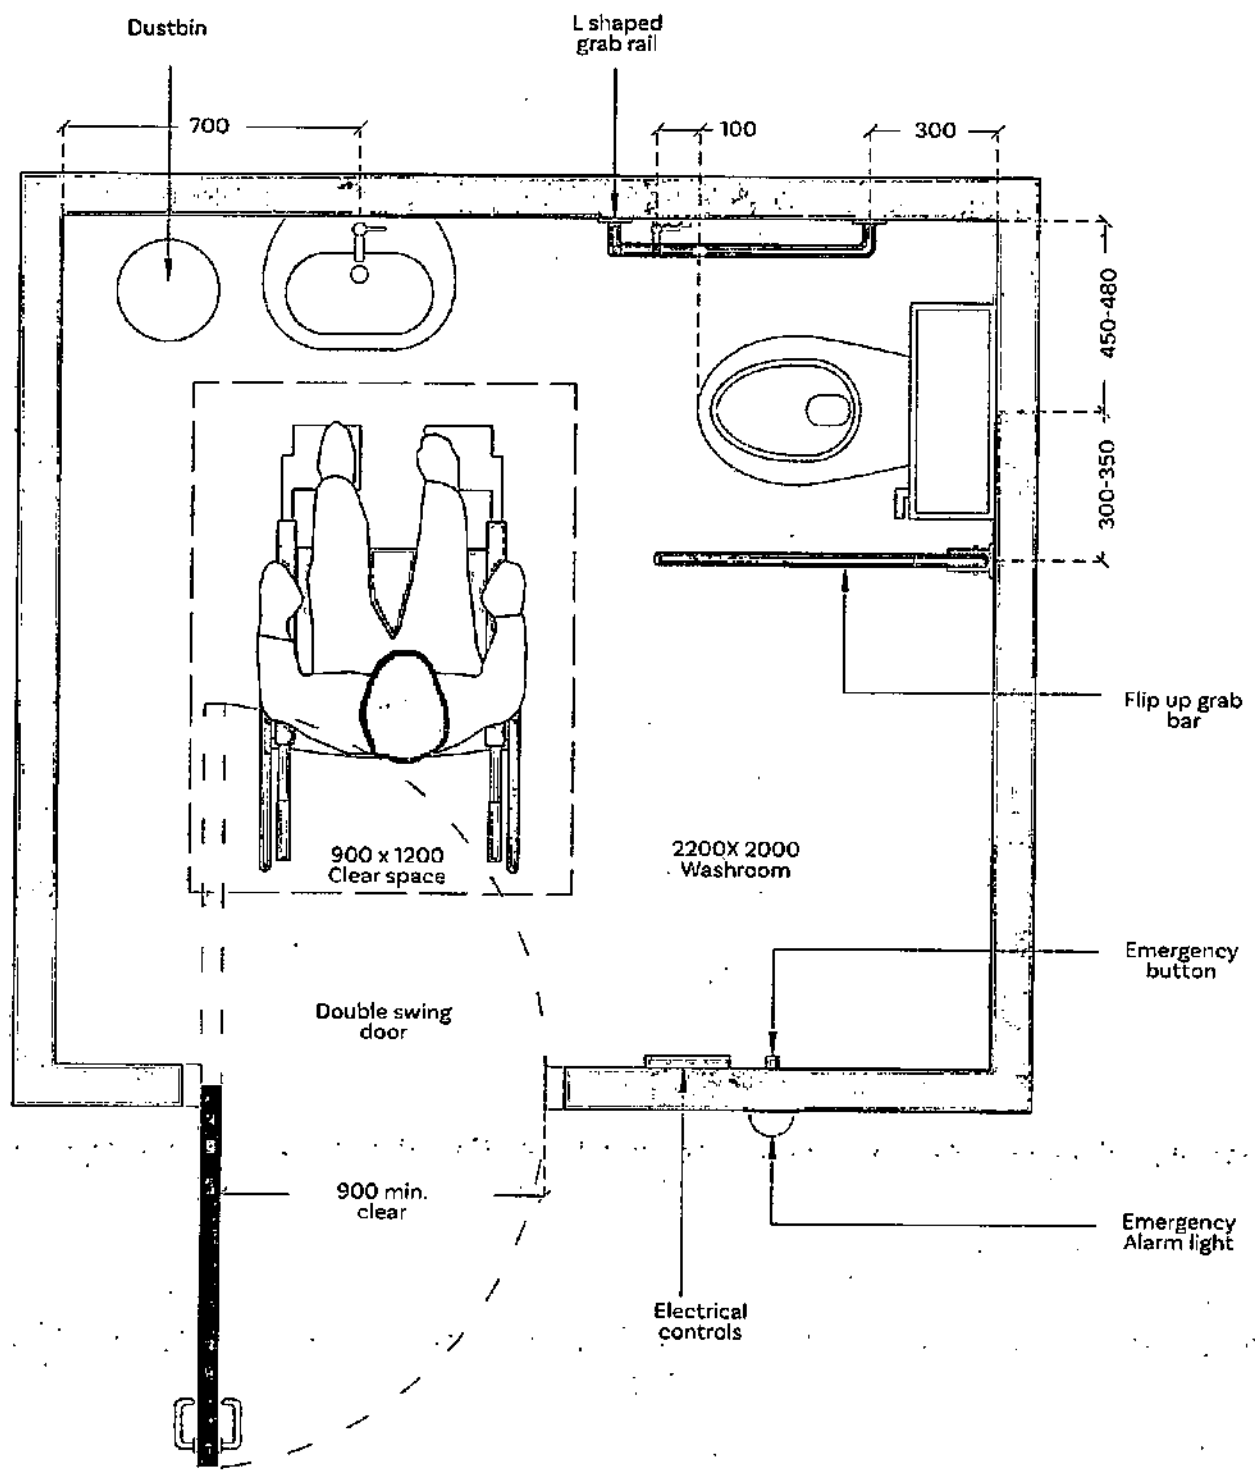 Dustbin
L shaped
grab rail
700
100
300
450-480
300-350
Flip up grab
bar
900 x 1200
Clear space
2200X 2000
Washroom
Emergency
button
Double swing
door
900 min.
clear
Emergency
Alarm light
Electrical
controls